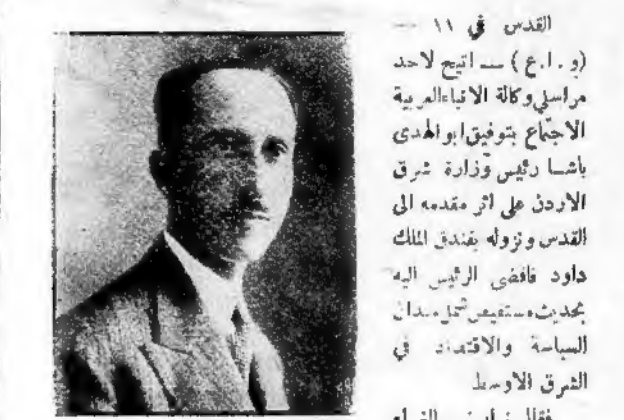 القدس في ١١ —
(و . ا . ع) — اتيح لاحد
مراسلي وكالة الانباء العربية
الاجتماع بتوفيق ابو الهدى
باشا رئيس وزارة شرق
الاردن على اثر مقدمه الى
القدس ونزوله بفندق الملك
داود فافضى الرئيس اليه
بحديث مستفيض شمل ميدان
السياسة والاقتصاد في
الشرق الاوسط
فقال